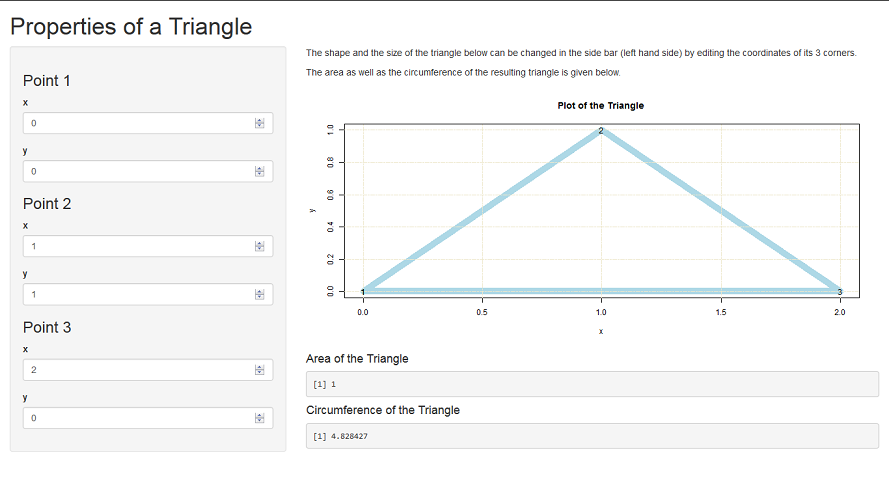 Properties of a Triangle
Point 1
x
0
y
0
Point 2
x
1
y
1
Point 3
x
2
y
0
The shape and the size of the triangle below can be changed in the side bar (left hand side) by editing the coordinates of its 3 corners.
The area as well as the circumference of the resulting triangle is given below.
Plot of the Triangle
1.0
0.8
0.6
0.4
0.2
0.0
y
1
2
3
0.0 0.5 1.0 1.5 2.0
x
Area of the Triangle
[1] 1
Circumference of the Triangle
[1] 4.828427